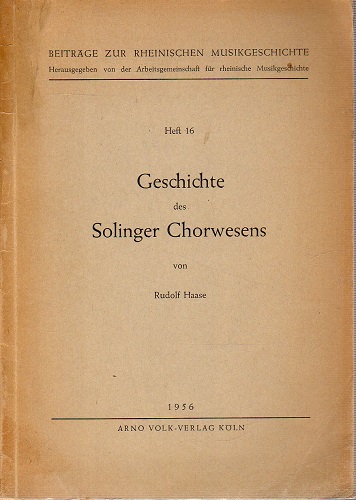 BEITRÄGE ZUR RHEINISCHEN MUSIKGESCHICHTE
Herausgegeben von der Arbeitsgemeinschaft für rheinische Musikgeschichte
Heft 16
Geschichte
des
Solinger Chorwesens
von
Rudolf Haase
1956
ARNO VOLK-VERLAG KÖLN